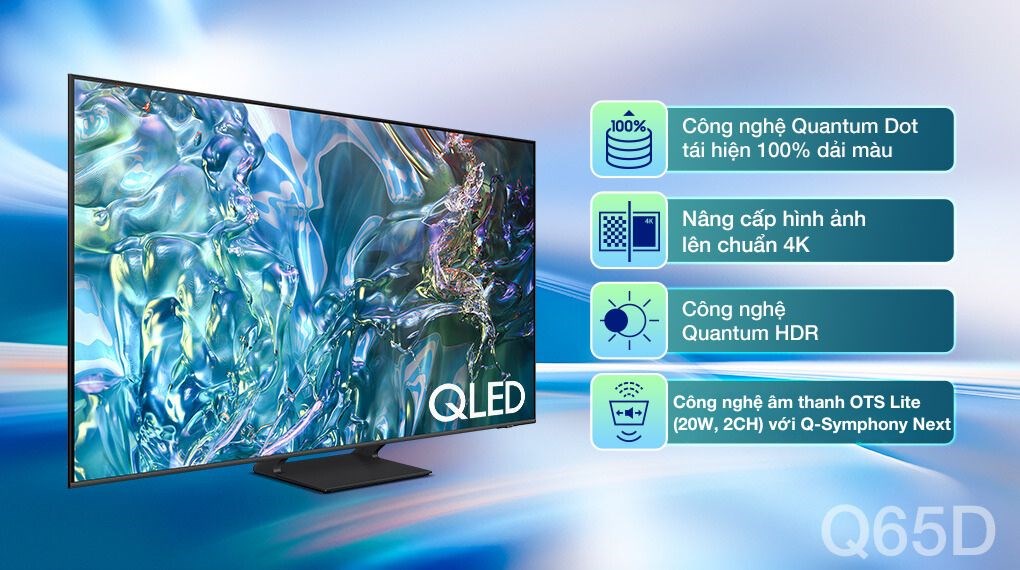 QLED
100%
Công nghệ Quantum Dot
tái hiện 100% dải màu
4K
Nâng cấp hình ảnh
lên chuẩn 4K
Công nghệ
Quantum HDR
Công nghệ âm thanh OTS Lite
(20W, 2CH) với Q-Symphony Next
Q65D